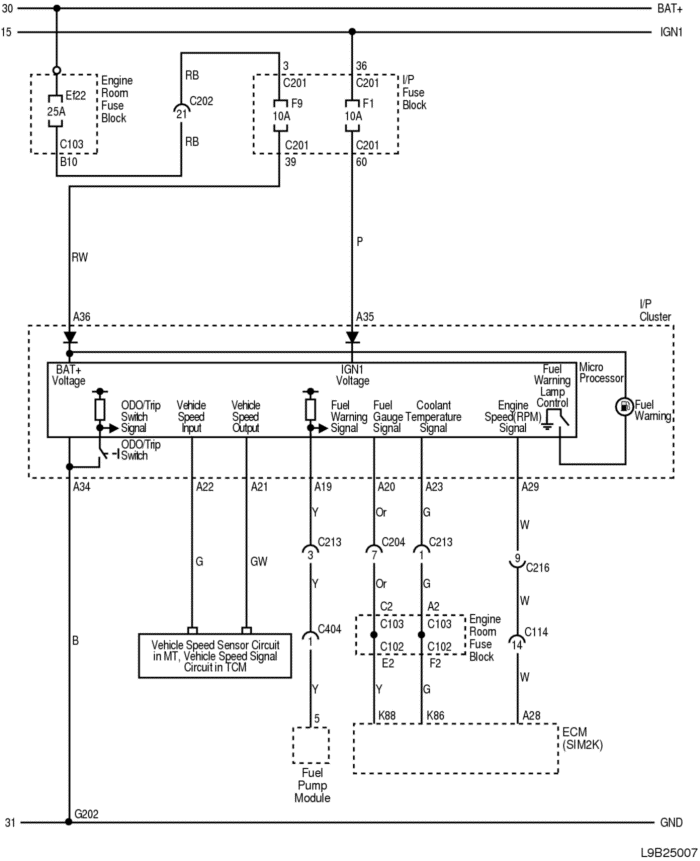 30
BAT+
15
IGN1
Ef22
25A
C103
B10
Engine
Room
Fuse
Block
RB
C202
21
RB
3
36
C201
C201
F9
10A
F1
10A
C201
C201
39
60
I/P
Fuse
Block
RW
P
A36
A35
I/P
Cluster
BAT+
Voltage
IGN1
Voltage
Micro
Processor
Fuel
Warning
Lamp
Control
Fuel
Warning
ODO/Trip
Switch
Signal
Vehicle
Speed
Input
Vehicle
Speed
Output
Fuel
Warning
Signal
Fuel
Gauge
Signal
Coolant
Temperature
Signal
Engine
Speed(RPM)
Signal
ODO/Trip
Switch
A34
A22
A21
A19
A20
A23
A29
Y
Or
G
W
C213
3
C204
7
C213
1
9
C216
G
GW
Y
Or
G
W
C2
A2
C103
C103
C102
C102
E2
F2
Engine
Room
Fuse
Block
C404
1
C114
14
B
Vehicle Speed Sensor Circuit
in MT, Vehicle Speed Signal
Circuit in TCM
Y
Y
G
W
5
K88
K86
A28
Fuel
Pump
Module
ECM
(SIM2K)
31
G202
GND
L9B25007